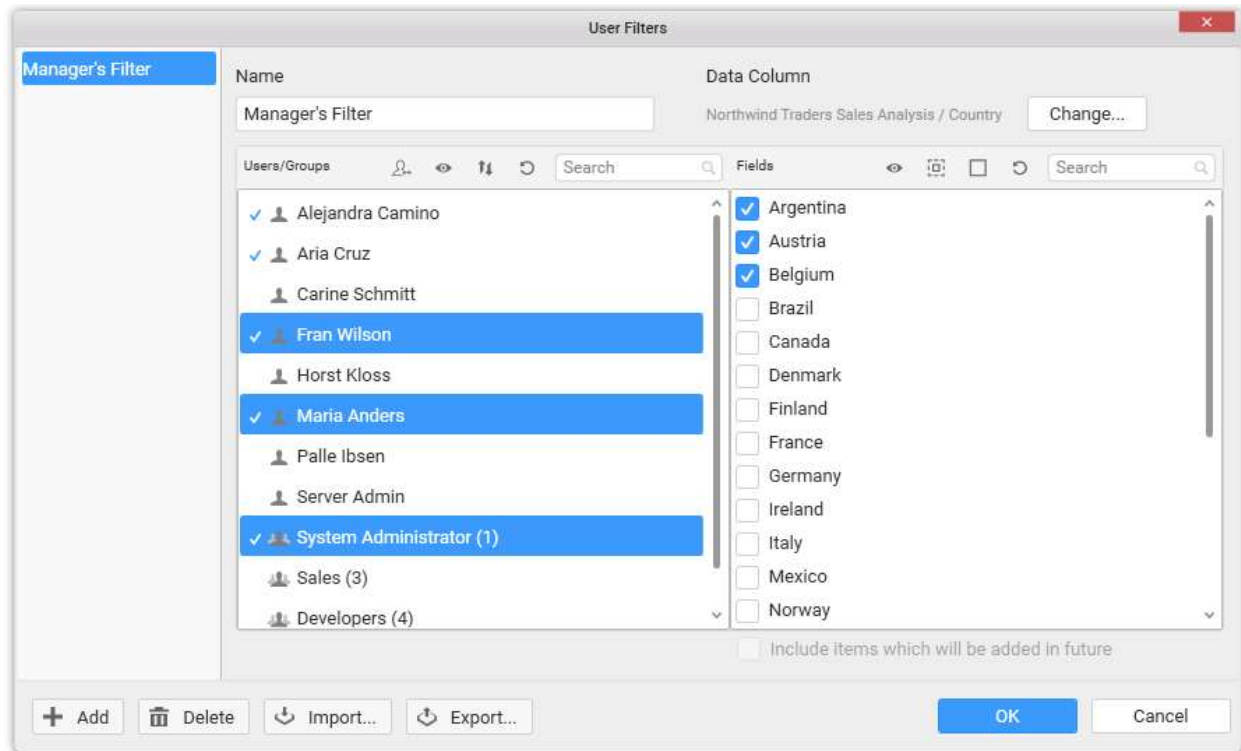 User Filters
Manager's Filter
Name
Data Column
Manager's Filter
Northwind Traders Sales Analysis / Country
Change...
Users/Groups
Search
Fields
Search
Alejandra Camino
Aria Cruz
Carine Schmitt
Fran Wilson
Horst Kloss
Maria Anders
Palle Ibsen
Server Admin
System Administrator (1)
Sales (3)
Developers (4)
Argentina
Austria
Belgium
Brazil
Canada
Denmark
Finland
France
Germany
Ireland
Italy
Mexico
Norway
Include items which will be added in future
Add
Delete
Import...
Export...
OK
Cancel